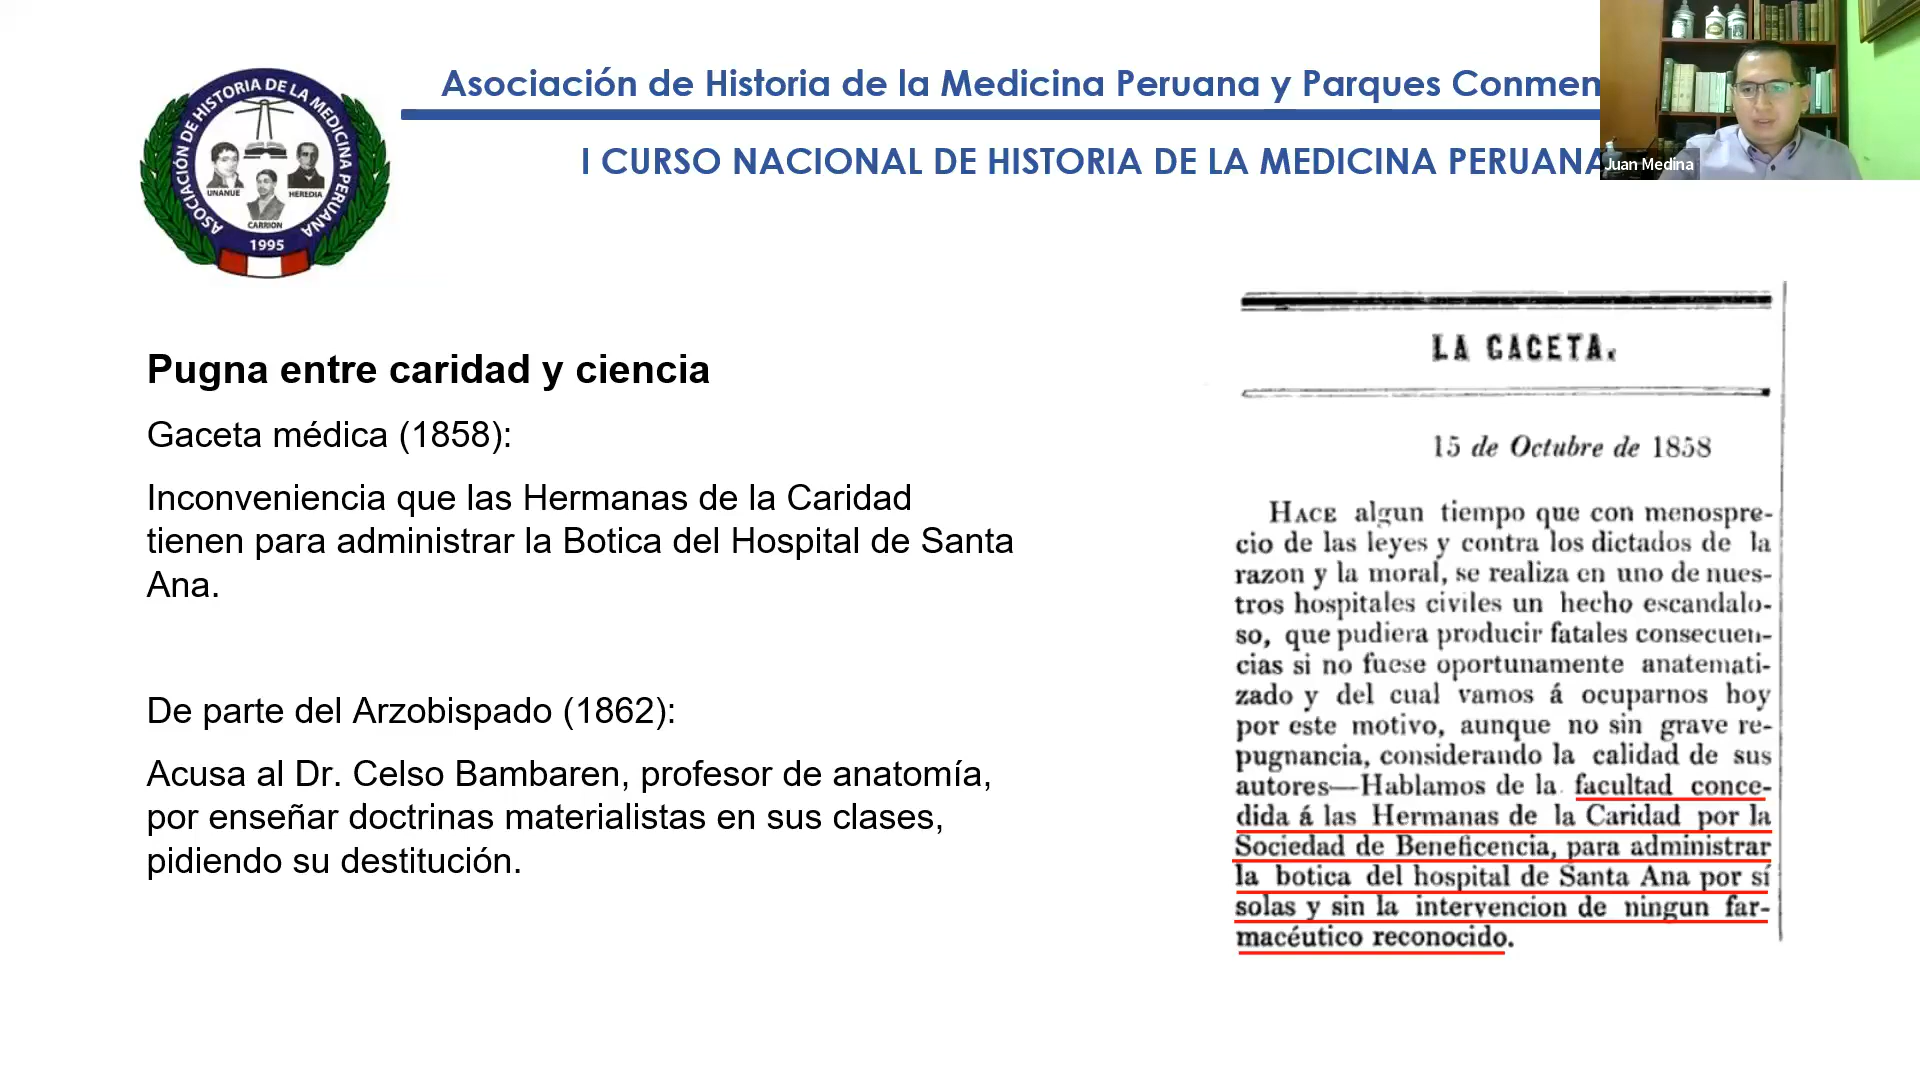 Asociación de Historia de la Medicina Peruana y Parques Conmen
I CURSO NACIONAL DE HISTORIA DE LA MEDICINA PERUANA
Juan Medina
ASOCIACIÓN DE HISTORIA DE LA MEDICINA PERUANA
UNANUE
HEREDIA
CARRION
1995
Pugna entre caridad y ciencia
Gaceta médica (1858):
Inconveniencia que las Hermanas de la Caridad
tienen para administrar la Botica del Hospital de Santa
Ana.
De parte del Arzobispado (1862):
Acusa al Dr. Celso Bambaren, profesor de anatomía,
por enseñar doctrinas materialistas en sus clases,
pidiendo su destitución.
LA GACETA.
15 de Octubre de 1858
HACE algun tiempo que con menospre-
cio de las leyes y contra los dictados de la
razon y la moral, se realiza en uno de nues-
tros hospitales civiles un hecho escandalo-
so, que pudiera producir fatales consecuen-
cias si no fuese oportunamente anatemati-
zado y del cual vamos á ocuparnos hoy
por este motivo, aunque no sin grave re-
pugnancia, considerando la calidad de sus
autores—Hablamos de la facultad conce-
dida á las Hermanas de la Caridad por la
Sociedad de Beneficencia, para administrar
la botica del hospital de Santa Ana por sí
solas y sin la intervencion de ningun far-
macéutico reconocido.